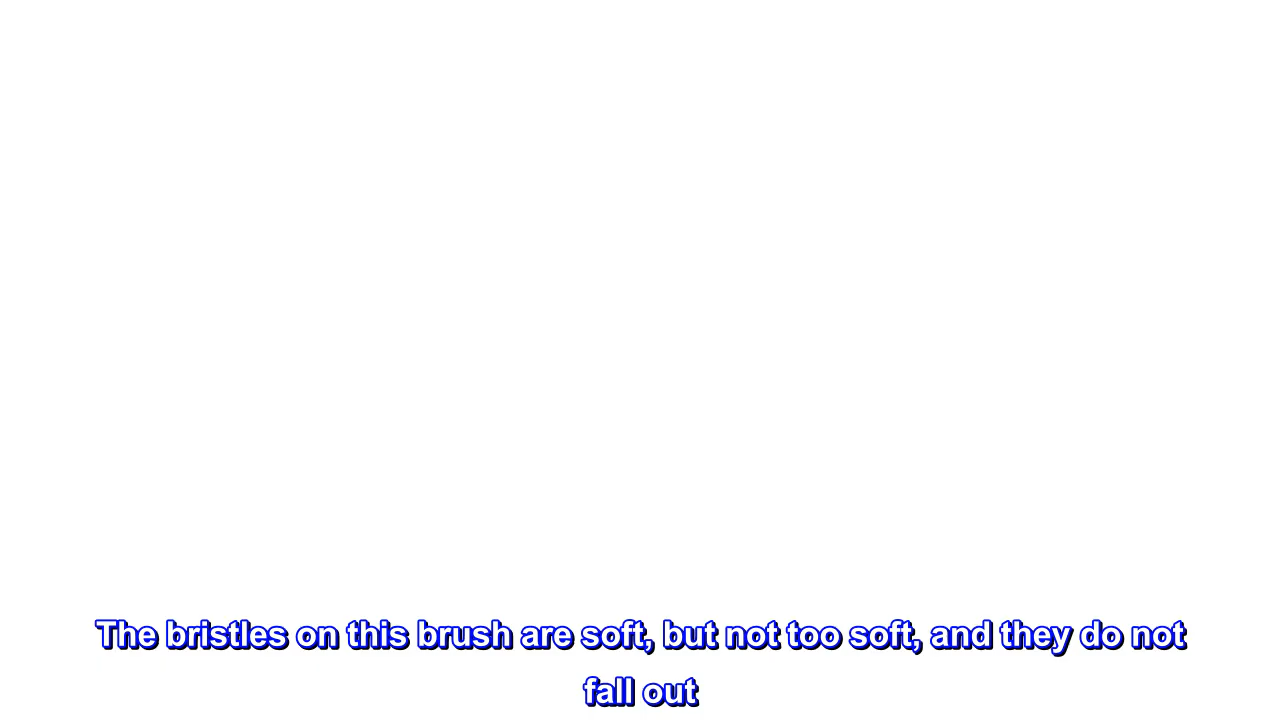 The bristles on this brush are soft, but not too soft, and they do not
fall out